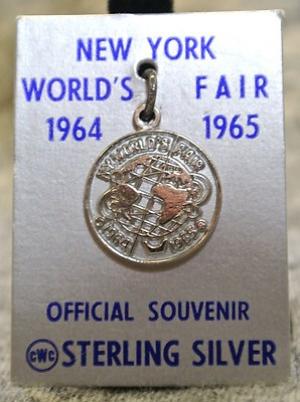 NEW YORK
WORLD'S FAIR
1964 1965
OFFICIAL SOUVENIR
CWC STERLING SILVER